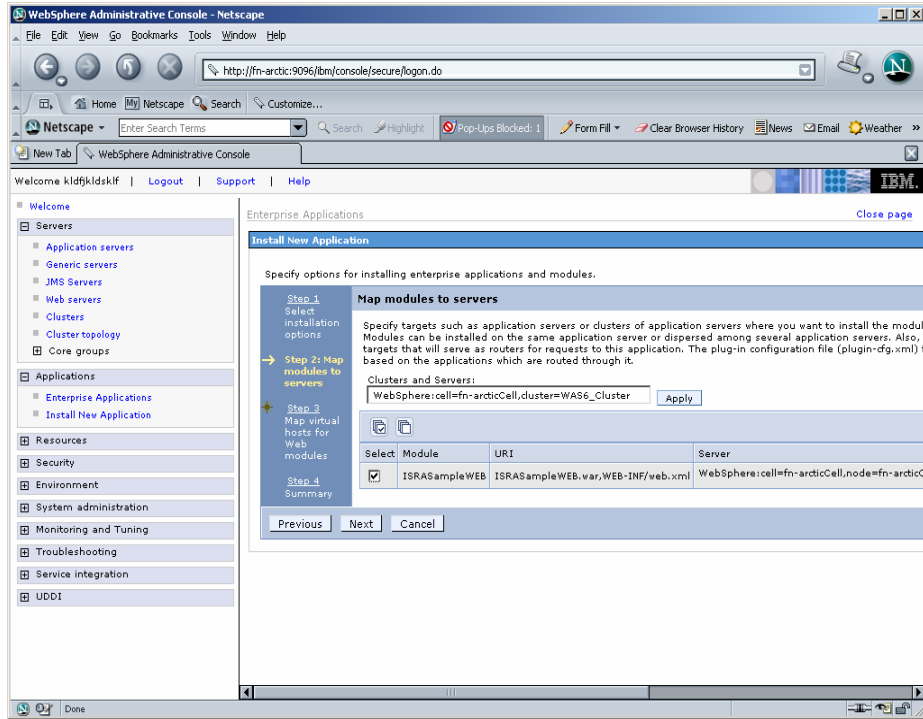 WebSphere Administrative Console - Netscape
File Edit View Go Bookmarks Tools Window Help
http://fn-arctic:9096/ibm/console/secure/logon.do
Home My Netscape Search Customize...
Netscape Enter Search Terms Search Highlight Pop-Ups Blocked: 1 Form Fill Clear Browser History News Email Weather »
New Tab WebSphere Administrative Console
Welcome kldfjkldsklf | Logout | Support | Help IBM.
Welcome
Servers
Application servers
Generic servers
JMS Servers
Web servers
Clusters
Cluster topology
Core groups
Applications
Enterprise Applications
Install New Application
Resources
Security
Environment
System administration
Monitoring and Tuning
Troubleshooting
Service integration
UDDI
Enterprise Applications Close page
Install New Application
Specify options for installing enterprise applications and modules.
Step 1
Select
installation
options
Step 2: Map
modules to
servers
Step 3
Map virtual
hosts for
Web
modules
Step 4
Summary
Map modules to servers
Specify targets such as application servers or clusters of application servers where you want to install the modul
Modules can be installed on the same application server or dispersed among several application servers. Also,
targets that will serve as routers for requests to this application. The plug-in configuration file (plugin-cfg.xml)
based on the applications which are routed through it.
Clusters and Servers:
WebSphere:cell=fn-arcticCell,cluster=WAS6_Cluster Apply
Select Module URI Server
ISRASampleWEB ISRASampleWEB.war,WEB-INF/web.xml WebSphere:cell=fn-arcticCell,node=fn-arcticC
Previous Next Cancel
Done